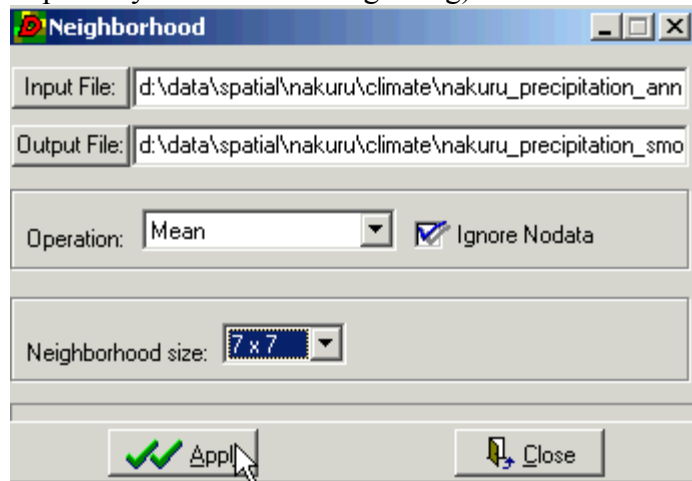 Neighborhood
Input File: d:\data\spatial\nakuru\climate\nakuru_precipitation_ann
Output File: d:\data\spatial\nakuru\climate\nakuru_precipitation_smo
Operation: Mean Ignore Nodata
Neighborhood size: 7 x 7
Appl Close